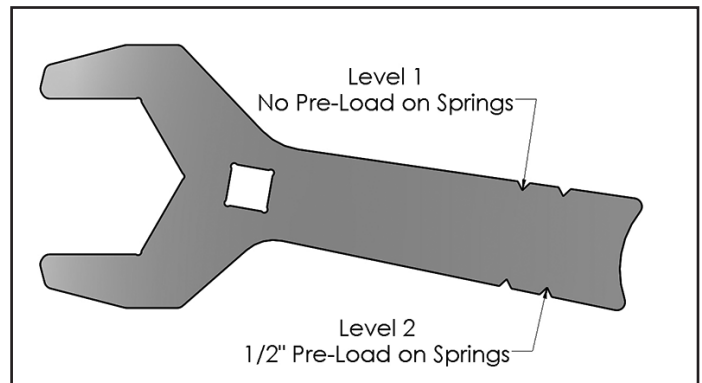 Level 1
No Pre-Load on Springs
Level 2
1/2" Pre-Load on Springs